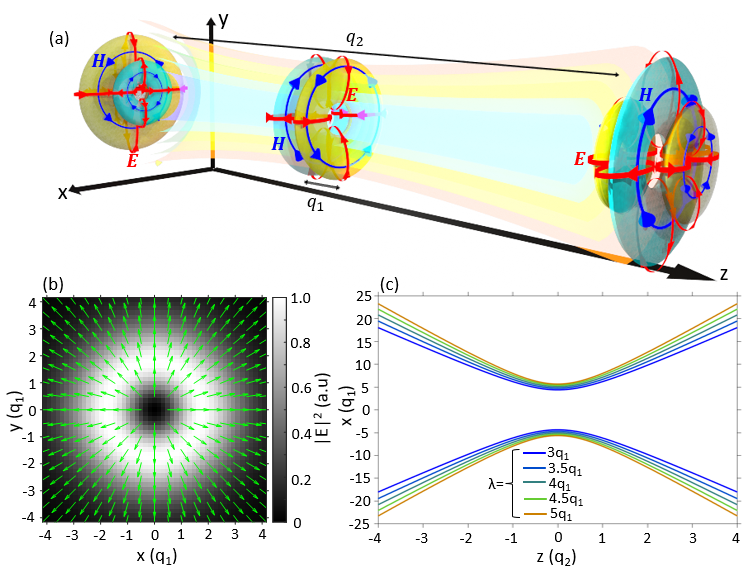 (a)
y
q2
H
E
E
H
q1
H
E
x
z
(b)
4
3
2
1
0
-1
-2
-3
-4
y (q1)
-4 -3 -2 -1 0 1 2 3 4
x (q1)
1.0
0.8
0.6
0.4
0.2
0
|E|² (a.u)
(c)
25
20
15
10
5
0
-5
-10
-15
-20
-25
x (q1)
λ=
3q1
3.5q1
4q1
4.5q1
5q1
-4 -3 -2 -1 0 1 2 3 4
z (q2)